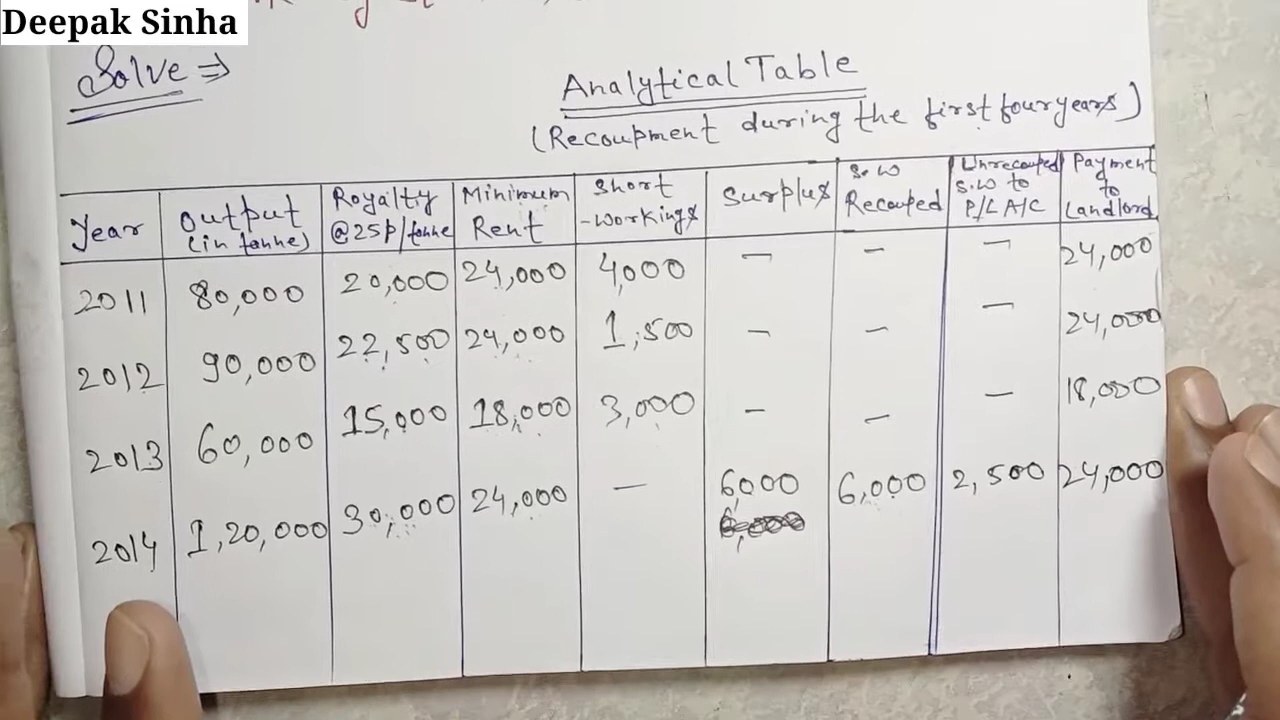 Deepak Sinha
Solve ⇒
Analytical Table
(Recoupment during the first four years)
Year | Output (in tonne) | Royalty @25p/tonne | Minimum Rent | Short -workings | Surplus | S.W Recouped | Unrecouped S.W to P/L A/C | Payment to Landlord
2011 | 80,000 | 20,000 | 24,000 | 4,000 | – | – | – | 24,000
2012 | 90,000 | 22,500 | 24,000 | 1,500 | – | – | – | 24,000
2013 | 60,000 | 15,000 | 18,000 | 3,000 | – | – | – | 18,000
2014 | 1,20,000 | 30,000 | 24,000 | – | 6,000 | 6,000 | 2,500 | 24,000